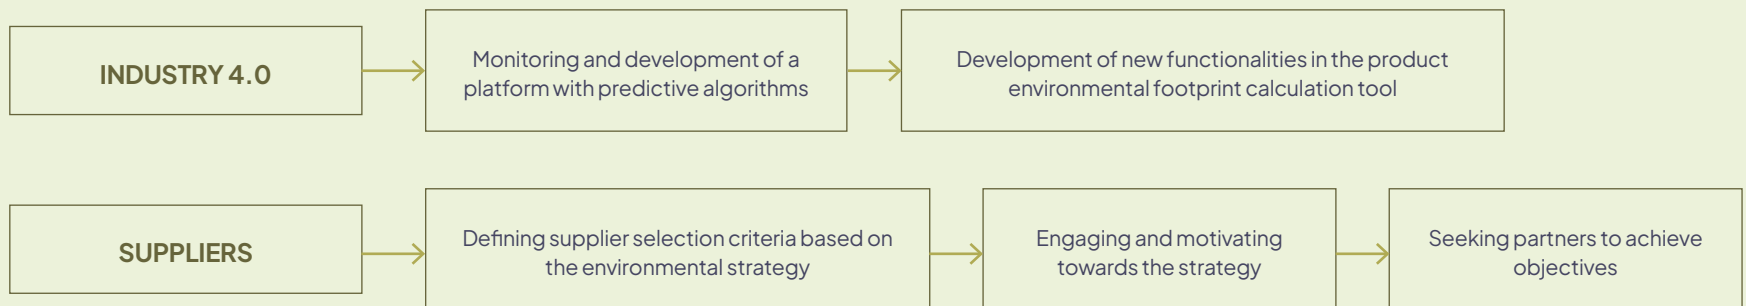 INDUSTRY 4.0
Monitoring and development of a
platform with predictive algorithms
Development of new functionalities in the product
environmental footprint calculation tool
SUPPLIERS
Defining supplier selection criteria based on
the environmental strategy
Engaging and motivating
towards the strategy
Seeking partners to achieve
objectives